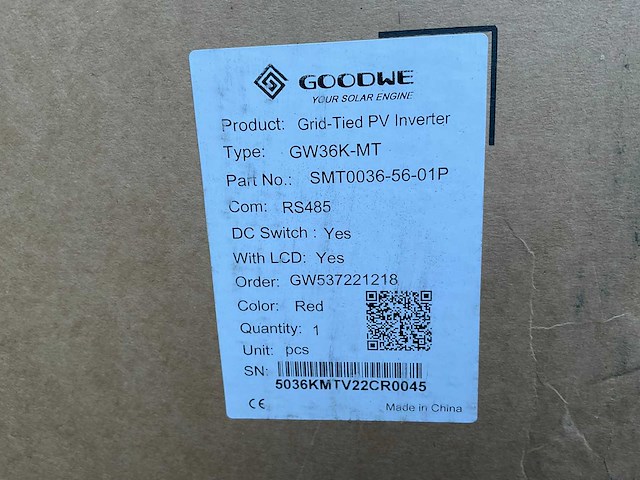 GOODWE
YOUR SOLAR ENGINE
Product: Grid-Tied PV Inverter
Type: GW36K-MT
Part No.: SMT0036-56-01P
Com: RS485
DC Switch : Yes
With LCD: Yes
Order: GW537221218
Color: Red
Quantity: 1
Unit: pcs
SN:
5036KMTV22CR0045
CE Made in China